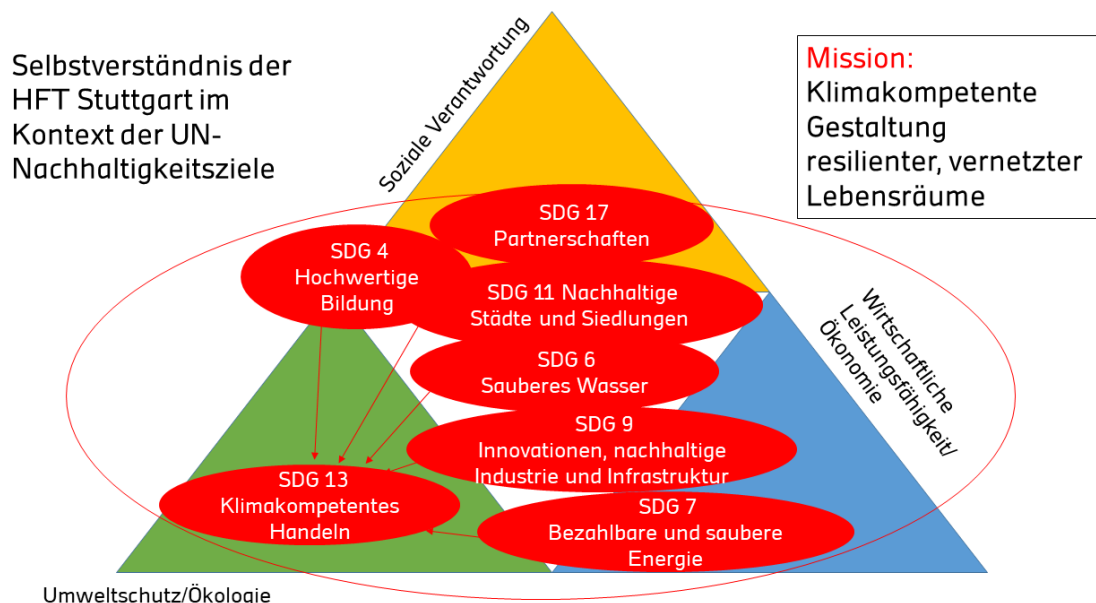 Selbstverständnis der
HFT Stuttgart im
Kontext der UN-
Nachhaltigkeitsziele
Soziale Verantwortung
Mission:
Klimakompetente
Gestaltung
resilienter, vernetzter
Lebensräume
SDG 17
Partnerschaften
SDG 4
Hochwertige
Bildung
SDG 11 Nachhaltige
Städte und Siedlungen
SDG 6
Sauberes Wasser
Wirtschaftliche
Leistungsfähigkeit/
Ökonomie
SDG 9
Innovationen, nachhaltige
Industrie und Infrastruktur
SDG 13
Klimakompetentes
Handeln
SDG 7
Bezahlbare und saubere
Energie
Umweltschutz/Ökologie